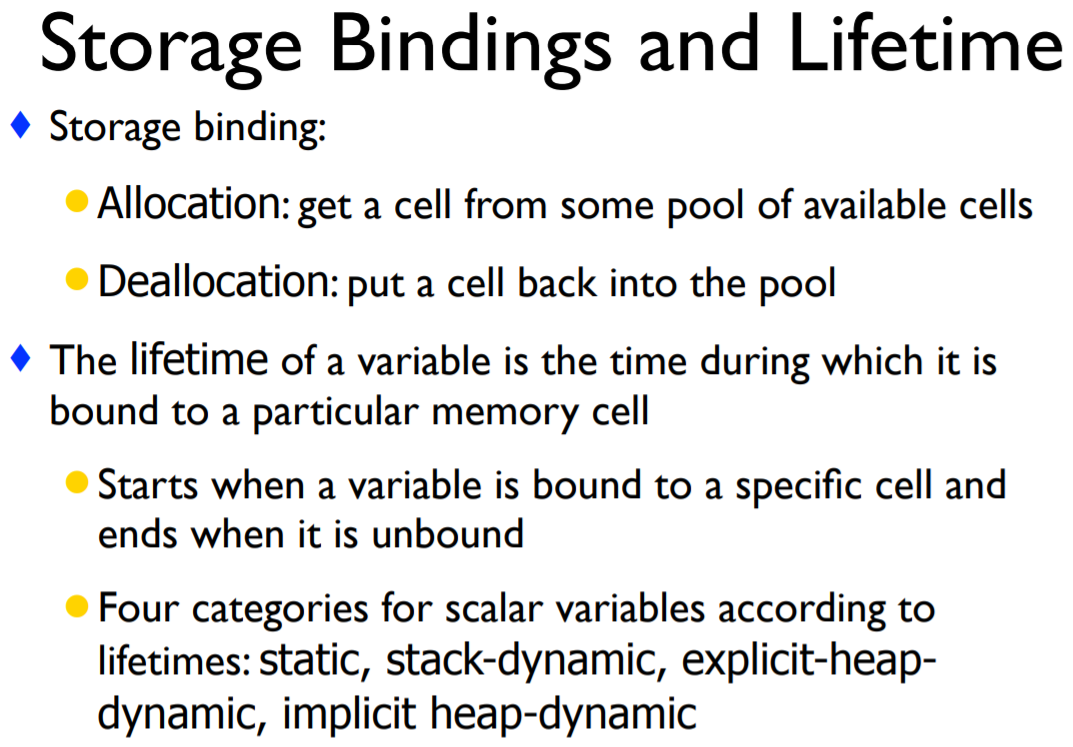 Storage Bindings and Lifetime
Storage binding:
Allocation: get a cell from some pool of available cells
Deallocation: put a cell back into the pool
The lifetime of a variable is the time during which it is
bound to a particular memory cell
Starts when a variable is bound to a specific cell and
ends when it is unbound
Four categories for scalar variables according to
lifetimes: static, stack-dynamic, explicit-heap-
dynamic, implicit heap-dynamic